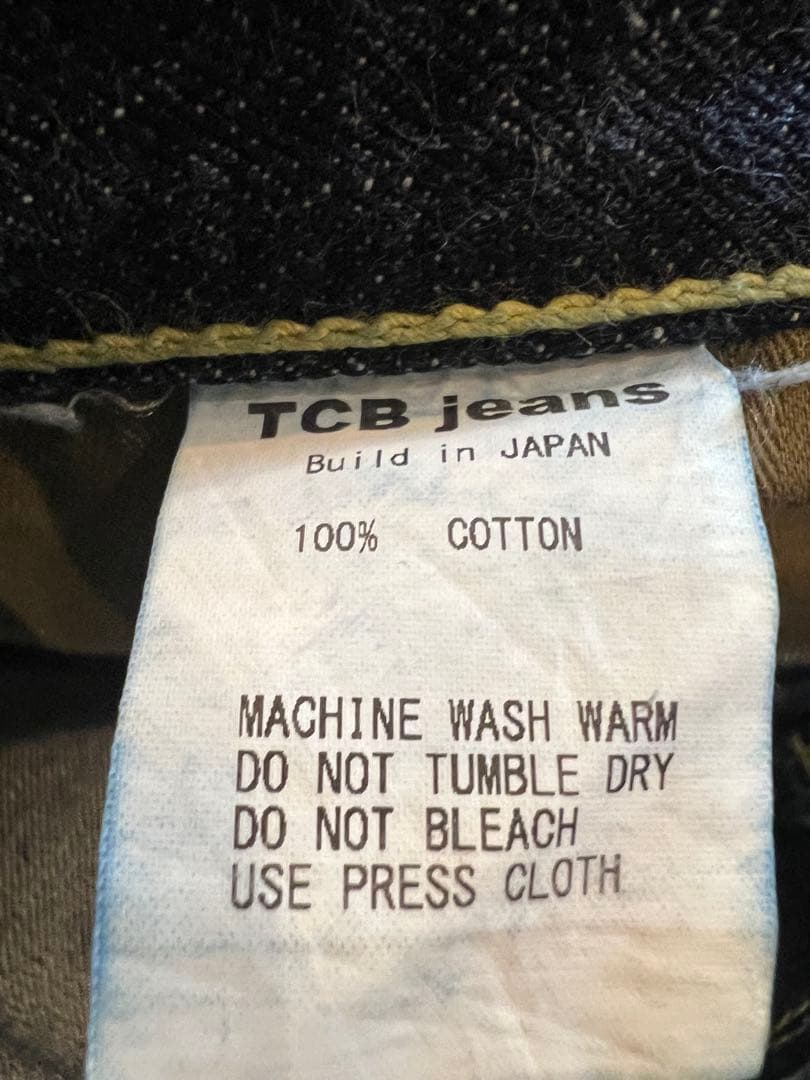 TCB jeans
Build in JAPAN
100% COTTON
MACHINE WASH WARM
DO NOT TUMBLE DRY
DO NOT BLEACH
USE PRESS CLOTH